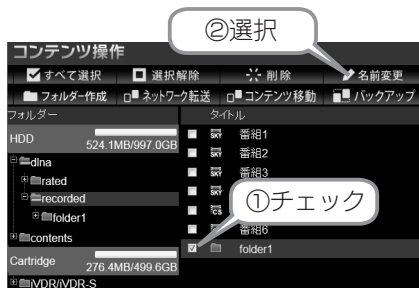 ②選択
コンテンツ操作
すべて選択 選択解除 削除 名前変更
フォルダー作成 ネットワーク転送 コンテンツ移動 バックアップ
フォルダー タイトル
HDD
524.1MB/997.0GB
dlna
rated
recorded
folder1
contents
Cartridge
276.4MB/499.6GB
iVDR/iVDR-S
SKY 番組1
SKY 番組2
SKY 番組3
①チェック
CS
番組6
folder1